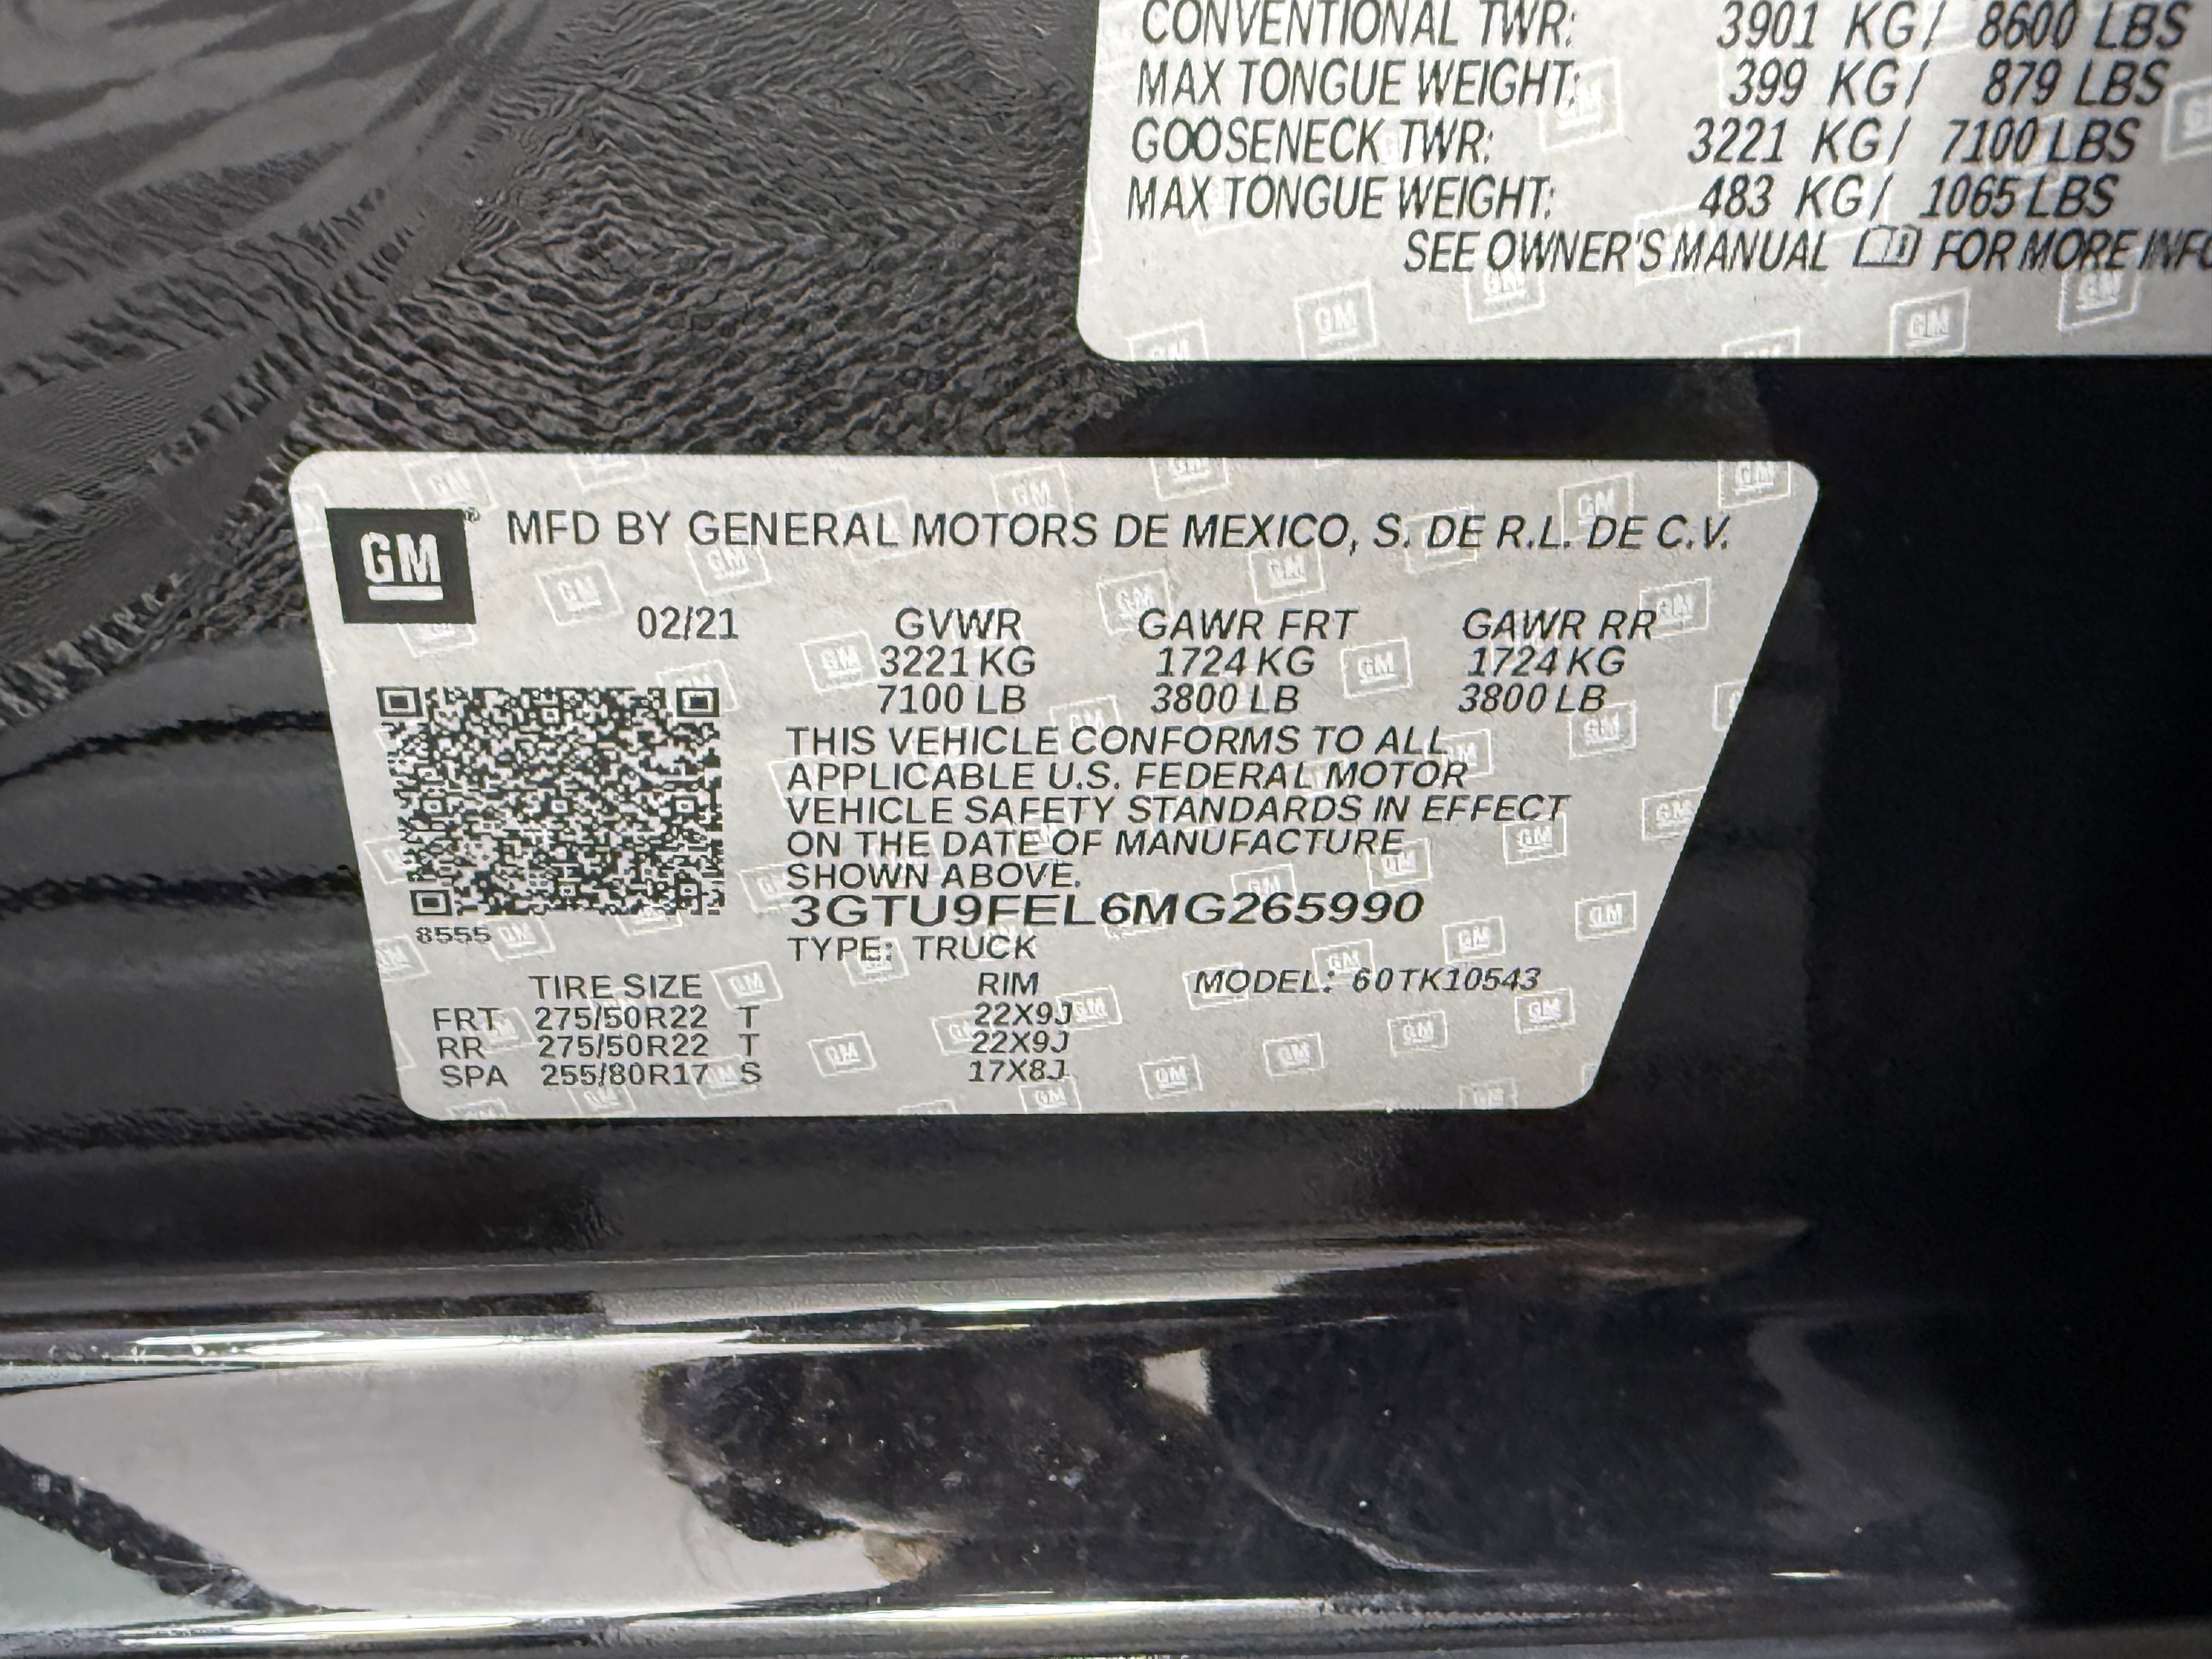 CONVENTIONAL TWR: 3901 KG/ 8600 LBS
MAX TONGUE WEIGHT: 399 KG/ 879 LBS
GOOSENECK TWR: 3221 KG/ 7100 LBS
MAX TONGUE WEIGHT: 483 KG/ 1065 LBS
SEE OWNER'S MANUAL FOR MORE INFO
GM® MFD BY GENERAL MOTORS DE MEXICO, S. DE R.L. DE C.V.
02/21 GVWR GAWR FRT GAWR RR
3221 KG 1724 KG 1724 KG
7100 LB 3800 LB 3800 LB
THIS VEHICLE CONFORMS TO ALL
APPLICABLE U.S. FEDERAL MOTOR
VEHICLE SAFETY STANDARDS IN EFFECT
ON THE DATE OF MANUFACTURE
SHOWN ABOVE.
3GTU9FEL6MG265990
8555
TYPE: TRUCK
TIRE SIZE RIM MODEL: 60TK10543
FRT 275/50R22 T 22X9J
RR 275/50R22 T 22X9J
SPA 255/80R17 S 17X8J